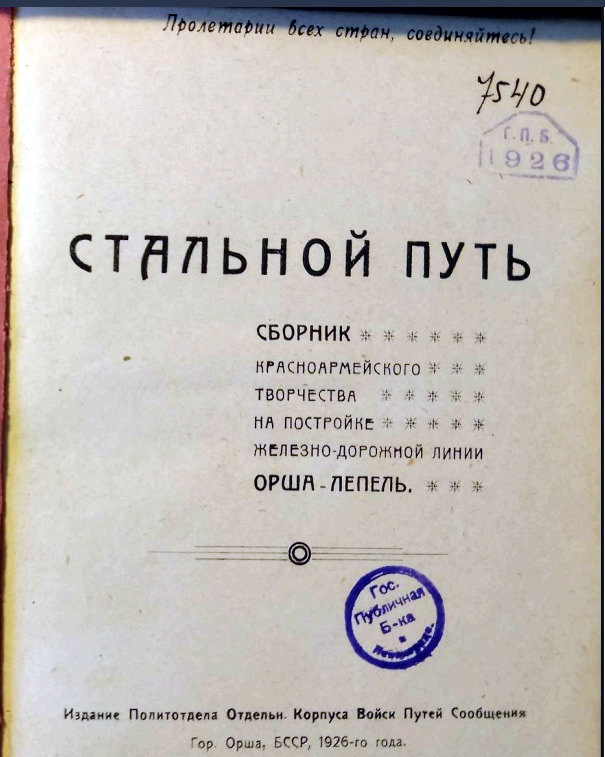 Пролетарии всех стран, соединяйтесь!
7540
Г.П.Б.
1926
СТАЛЬНОЙ ПУТЬ
СБОРНИК
КРАСНОАРМЕЙСКОГО
ТВОРЧЕСТВА
НА ПОСТРОЙКЕ
ЖЕЛЕЗНО-ДОРОЖНОЙ ЛИНИИ
ОРША-ЛЕПЕЛЬ.
Гос.
Публичная
Б-ка
в
Ленинграде.
Издание Политотдела Отдельн. Корпуса Войск Путей Сообщения
Гор. Орша, БССР, 1926-го года.